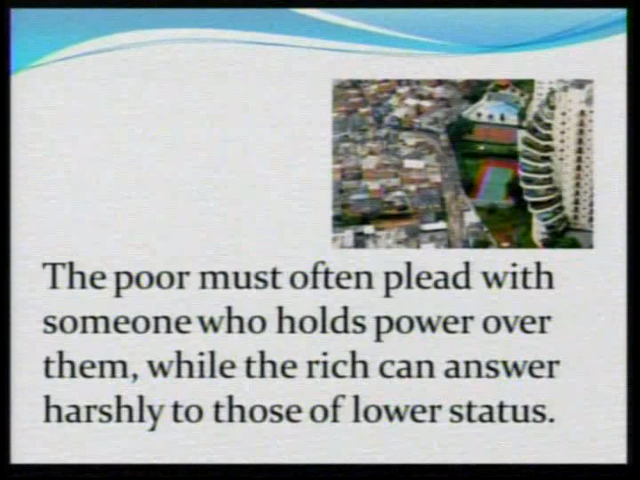 The poor must often plead with
someone who holds power over
them, while the rich can answer
harshly to those of lower status.